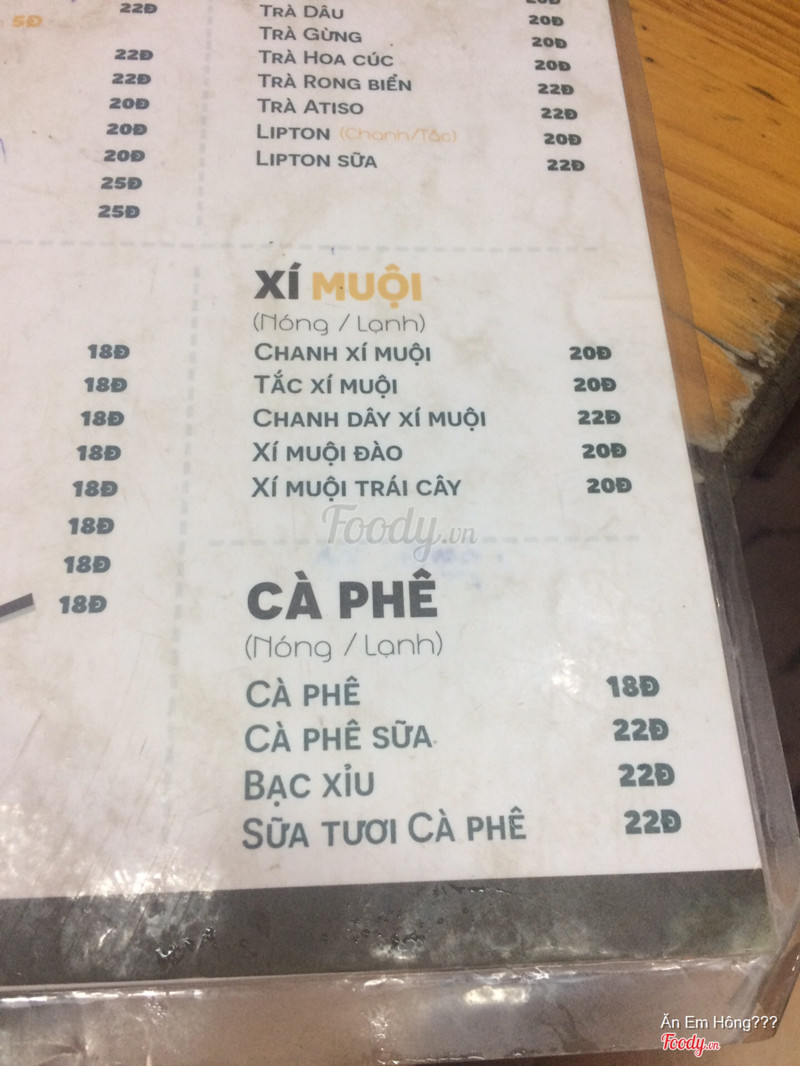 22Đ
5Đ
22Đ
22Đ
20Đ
20Đ
20Đ
25Đ
25Đ
18Đ
18Đ
18Đ
18Đ
18Đ
18Đ
18Đ
18Đ
20Đ
TRÀ DÂU 20Đ
TRÀ GỪNG 20Đ
TRÀ HOA CÚC 20Đ
TRÀ RONG BIỂN 22Đ
TRÀ ATISO 22Đ
LIPTON (Chanh/Tắc) 20Đ
LIPTON SỮA 22Đ
XÍ MUỘI
(Nóng / Lạnh)
CHANH XÍ MUỘI 20Đ
TẮC XÍ MUỘI 20Đ
CHANH DÂY XÍ MUỘI 22Đ
XÍ MUỘI ĐÀO 20Đ
XÍ MUỘI TRÁI CÂY 20Đ
Foody.vn
CÀ PHÊ
(Nóng / Lạnh)
CÀ PHÊ 18Đ
CÀ PHÊ SỮA 22Đ
BẠC XỈU 22Đ
SỮA TƯƠI CÀ PHÊ 22Đ
Ăn Em Hông???
Foody.vn